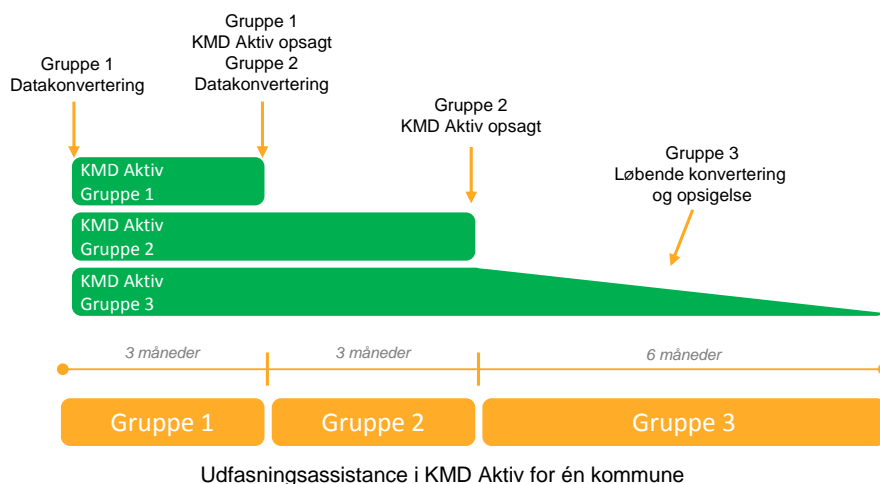 Gruppe 1
Datakonvertering
Gruppe 1
KMD Aktiv opsagt
Gruppe 2
Datakonvertering
Gruppe 2
KMD Aktiv opsagt
Gruppe 3
Løbende konvertering
og opsigelse
KMD Aktiv
Gruppe 1
KMD Aktiv
Gruppe 2
KMD Aktiv
Gruppe 3
3 måneder
3 måneder
6 måneder
Gruppe 1
Gruppe 2
Gruppe 3
Udfasningsassistance i KMD Aktiv for én kommune